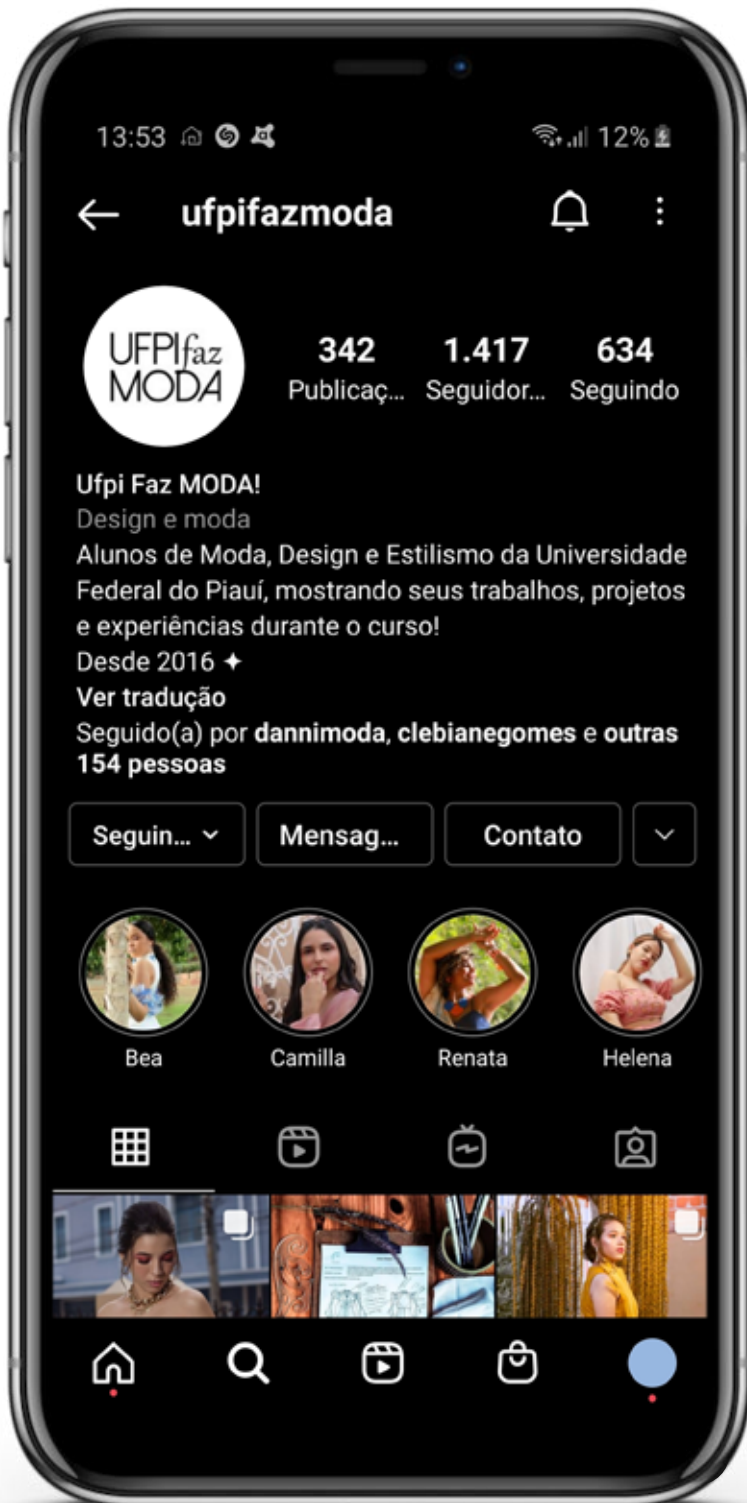 13:53
12%
ufpifazmoda
UFPIfaz
MODA
342
1.417
634
Publicaç...
Seguidor...
Seguindo
Ufpi Faz MODA!
Design e moda
Alunos de Moda, Design e Estilismo da Universidade
Federal do Piauí, mostrando seus trabalhos, projetos
e experiências durante o curso!
Desde 2016 ✦
Ver tradução
Seguido(a) por dannimoda, clebianegomes e outras
154 pessoas
Seguin...
Mensag...
Contato
Bea
Camilla
Renata
Helena